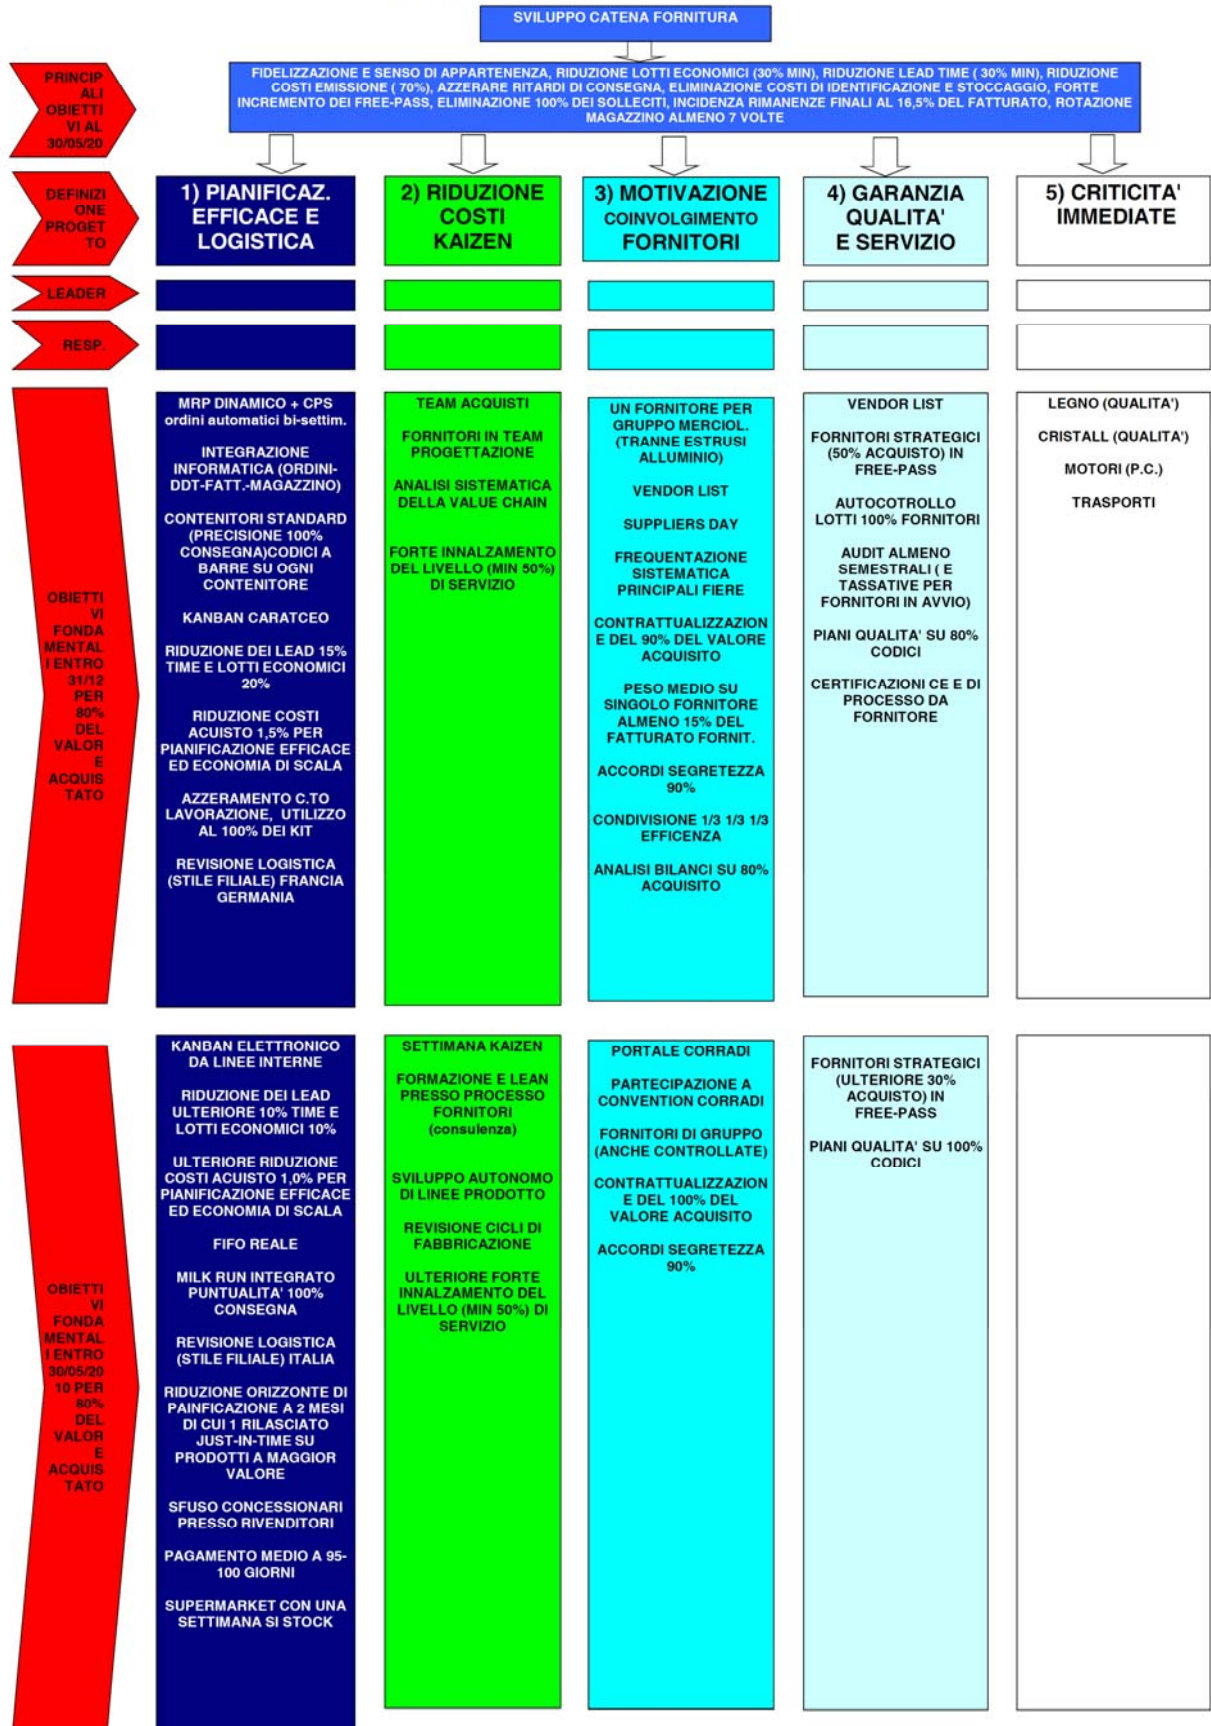 SVILUPPO CATENA FORNITURA
PRINCIP
ALI
OBIETTI
VI AL
30/05/20
FIDELIZZAZIONE E SENSO DI APPARTENENZA, RIDUZIONE LOTTI ECONOMICI (30% MIN), RIDUZIONE LEAD TIME ( 30% MIN), RIDUZIONE
COSTI EMISSIONE ( 70%), AZZERARE RITARDI DI CONSEGNA, ELIMINAZIONE COSTI DI IDENTIFICAZIONE E STOCCAGGIO, FORTE
INCREMENTO DEI FREE-PASS, ELIMINAZIONE 100% DEI SOLLECITI, INCIDENZA RIMANENZE FINALI AL 16,5% DEL FATTURATO, ROTAZIONE
MAGAZZINO ALMENO 7 VOLTE
DEFINIZI
ONE
PROGET
TO
1) PIANIFICAZ.
EFFICACE E
LOGISTICA
2) RIDUZIONE
COSTI
KAIZEN
3) MOTIVAZIONE
COINVOLGIMENTO
FORNITORI
4) GARANZIA
QUALITA'
E SERVIZIO
5) CRITICITA'
IMMEDIATE
LEADER
RESP.
OBIETTI
VI
FONDA
MENTAL
I ENTRO
31/12
PER
80%
DEL
VALOR
E
ACQUIS
TATO
MRP DINAMICO + CPS
ordini automatici bi-settim.
INTEGRAZIONE
INFORMATICA (ORDINI-
DDT-FATT.-MAGAZZINO)
CONTENITORI STANDARD
(PRECISIONE 100%
CONSEGNA)CODICI A
BARRE SU OGNI
CONTENITORE
KANBAN CARATCEO
RIDUZIONE DEI LEAD 15%
TIME E LOTTI ECONOMICI
20%
RIDUZIONE COSTI
ACUISTO 1,5% PER
PIANIFICAZIONE EFFICACE
ED ECONOMIA DI SCALA
AZZERAMENTO C.TO
LAVORAZIONE, UTILIZZO
AL 100% DEI KIT
REVISIONE LOGISTICA
(STILE FILIALE) FRANCIA
GERMANIA
TEAM ACQUISTI
FORNITORI IN TEAM
PROGETTAZIONE
ANALISI SISTEMATICA
DELLA VALUE CHAIN
FORTE INNALZAMENTO
DEL LIVELLO (MIN 50%)
DI SERVIZIO
UN FORNITORE PER
GRUPPO MERCIOL.
(TRANNE ESTRUSI
ALLUMINIO)
VENDOR LIST
SUPPLIERS DAY
FREQUENTAZIONE
SISTEMATICA
PRINCIPALI FIERE
CONTRATTUALIZZAZION
E DEL 90% DEL VALORE
ACQUISITO
PESO MEDIO SU
SINGOLO FORNITORE
ALMENO 15% DEL
FATTURATO FORNIT.
ACCORDI SEGRETEZZA
90%
CONDIVISIONE 1/3 1/3 1/3
EFFICENZA
ANALISI BILANCI SU 80%
ACQUISITO
VENDOR LIST
FORNITORI STRATEGICI
(50% ACQUISTO) IN
FREE-PASS
AUTOCOTROLLO
LOTTI 100% FORNITORI
AUDIT ALMENO
SEMESTRALI ( E
TASSATIVE PER
FORNITORI IN AVVIO)
PIANI QUALITA' SU 80%
CODICI
CERTIFICAZIONI CE E DI
PROCESSO DA
FORNITORE
LEGNO (QUALITA')
CRISTALL (QUALITA')
MOTORI (P.C.)
TRASPORTI
OBIETTI
VI
FONDA
MENTAL
I ENTRO
30/05/20
10 PER
80%
DEL
VALOR
E
ACQUIS
TATO
KANBAN ELETTRONICO
DA LINEE INTERNE
RIDUZIONE DEI LEAD
ULTERIORE 10% TIME E
LOTTI ECONOMICI 10%
ULTERIORE RIDUZIONE
COSTI ACUISTO 1,0% PER
PIANIFICAZIONE EFFICACE
ED ECONOMIA DI SCALA
FIFO REALE
MILK RUN INTEGRATO
PUNTUALITA' 100%
CONSEGNA
REVISIONE LOGISTICA
(STILE FILIALE) ITALIA
RIDUZIONE ORIZZONTE DI
PAINFICAZIONE A 2 MESI
DI CUI 1 RILASCIATO
JUST-IN-TIME SU
PRODOTTI A MAGGIOR
VALORE
SFUSO CONCESSIONARI
PRESSO RIVENDITORI
PAGAMENTO MEDIO A 95-
100 GIORNI
SUPERMARKET CON UNA
SETTIMANA SI STOCK
SETTIMANA KAIZEN
FORMAZIONE E LEAN
PRESSO PROCESSO
FORNITORI
(consulenza)
SVILUPPO AUTONOMO
DI LINEE PRODOTTO
REVISIONE CICLI DI
FABBRICAZIONE
ULTERIORE FORTE
INNALZAMENTO DEL
LIVELLO (MIN 50%) DI
SERVIZIO
PORTALE CORRADI
PARTECIPAZIONE A
CONVENTION CORRADI
FORNITORI DI GRUPPO
(ANCHE CONTROLLATE)
CONTRATTUALIZZAZION
E DEL 100% DEL
VALORE ACQUISITO
ACCORDI SEGRETEZZA
90%
FORNITORI STRATEGICI
(ULTERIORE 30%
ACQUISTO) IN
FREE-PASS
PIANI QUALITA' SU 100%
CODICI